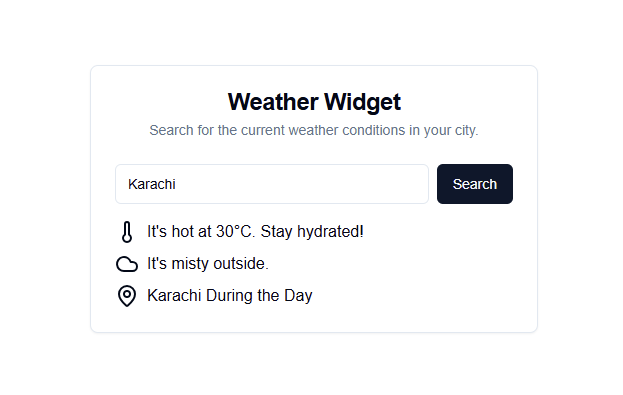 Weather Widget
Search for the current weather conditions in your city.
Karachi
Search
It's hot at 30°C. Stay hydrated!
It's misty outside.
Karachi During the Day